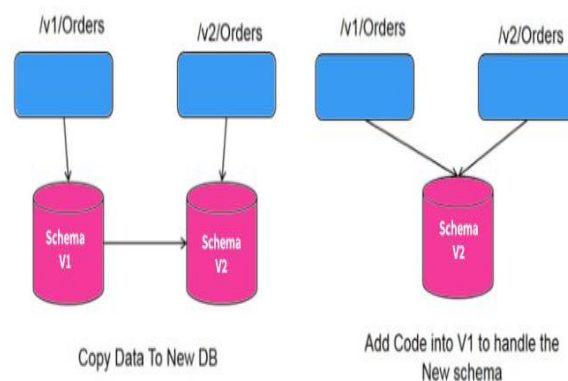 /v1/Orders
/v2/Orders
Schema
V1
Schema
V2
Copy Data To New DB
/v1/Orders
/v2/Orders
Schema
V2
Add Code into V1 to handle the
New schema